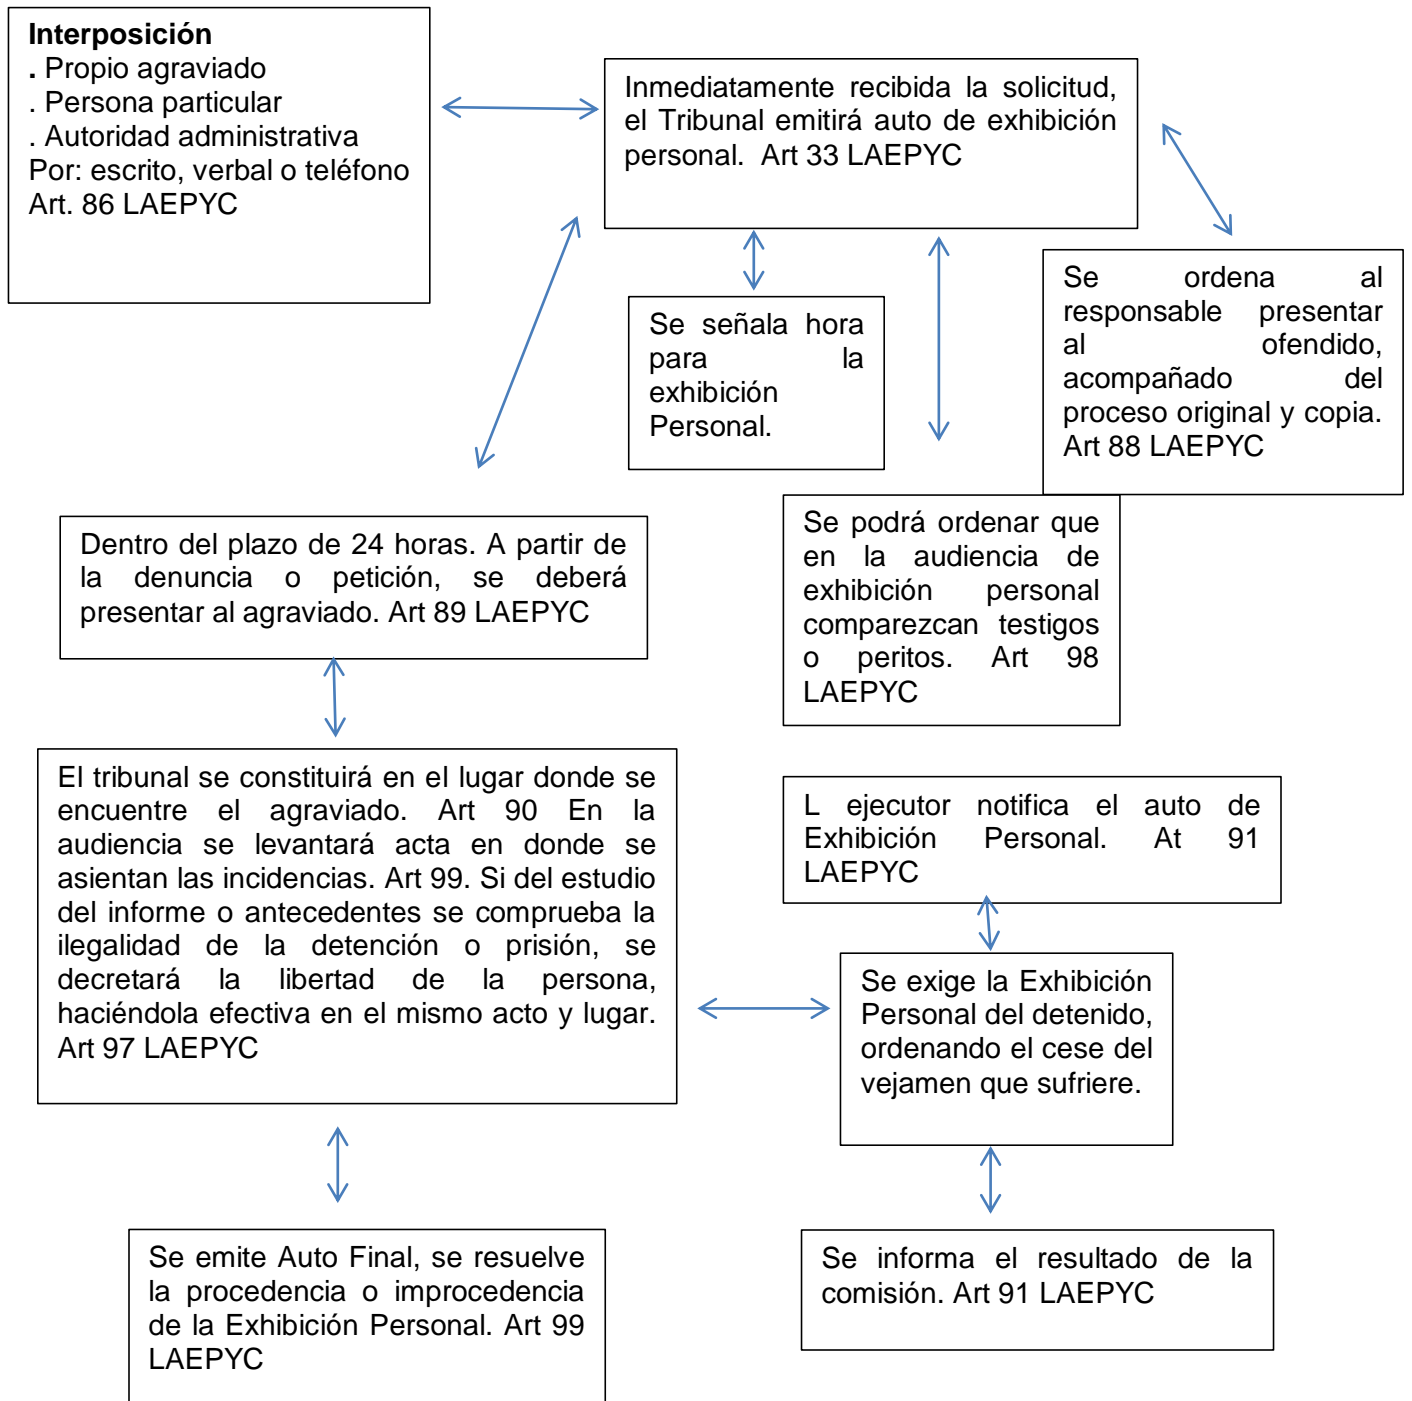 Interposición
. Propio agraviado
. Persona particular
. Autoridad administrativa
Por: escrito, verbal o teléfono
Art. 86 LAEPYC
Inmediatamente recibida la solicitud,
el Tribunal emitirá auto de exhibición
personal. Art 33 LAEPYC
Se señala hora
para la
exhibición
Personal.
Se ordena al
responsable presentar
al ofendido,
acompañado del
proceso original y copia.
Art 88 LAEPYC
Dentro del plazo de 24 horas. A partir de
la denuncia o petición, se deberá
presentar al agraviado. Art 89 LAEPYC
Se podrá ordenar que
en la audiencia de
exhibición personal
comparezcan testigos
o peritos. Art 98
LAEPYC
El tribunal se constituirá en el lugar donde se
encuentre el agraviado. Art 90 En la
audiencia se levantará acta en donde se
asientan las incidencias. Art 99. Si del estudio
del informe o antecedentes se comprueba la
ilegalidad de la detención o prisión, se
decretará la libertad de la persona,
haciéndola efectiva en el mismo acto y lugar.
Art 97 LAEPYC
L ejecutor notifica el auto de
Exhibición Personal. At 91
LAEPYC
Se exige la Exhibición
Personal del detenido,
ordenando el cese del
vejamen que sufriere.
Se emite Auto Final, se resuelve
la procedencia o improcedencia
de la Exhibición Personal. Art 99
LAEPYC
Se informa el resultado de la
comisión. Art 91 LAEPYC